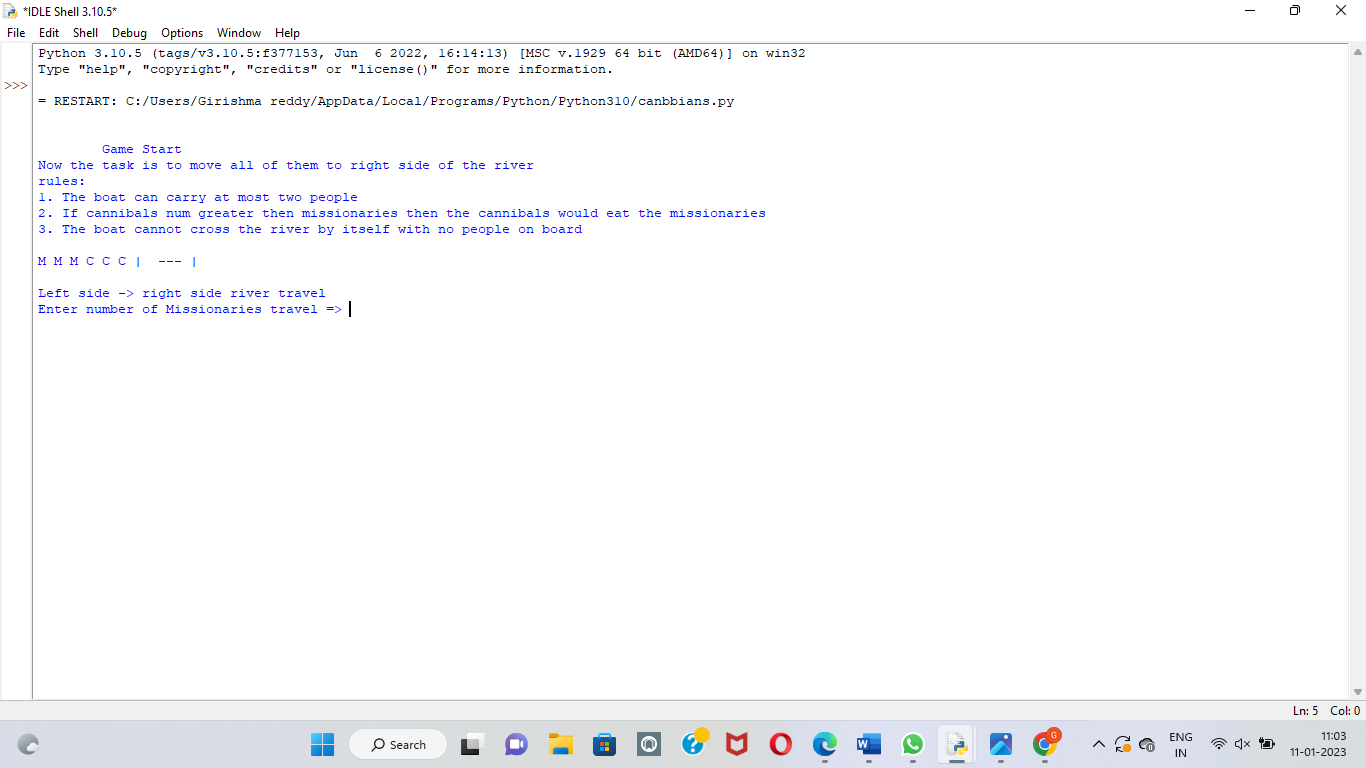 *IDLE Shell 3.10.5*
File Edit Shell Debug Options Window Help
Python 3.10.5 (tags/v3.10.5:f377153, Jun  6 2022, 16:14:13) [MSC v.1929 64 bit (AMD64)] on win32
Type "help", "copyright", "credits" or "license()" for more information.
>>>
= RESTART: C:/Users/Girishma reddy/AppData/Local/Programs/Python/Python310/canbbians.py
Game Start
Now the task is to move all of them to right side of the river
rules:
1. The boat can carry at most two people
2. If cannibals num greater then missionaries then the cannibals would eat the missionaries
3. The boat cannot cross the river by itself with no people on board
M M M C C C |  --- |
Left side -> right side river travel
Enter number of Missionaries travel =>
Ln: 5 Col: 0
Search
G
ENG
IN
11:03
11-01-2023